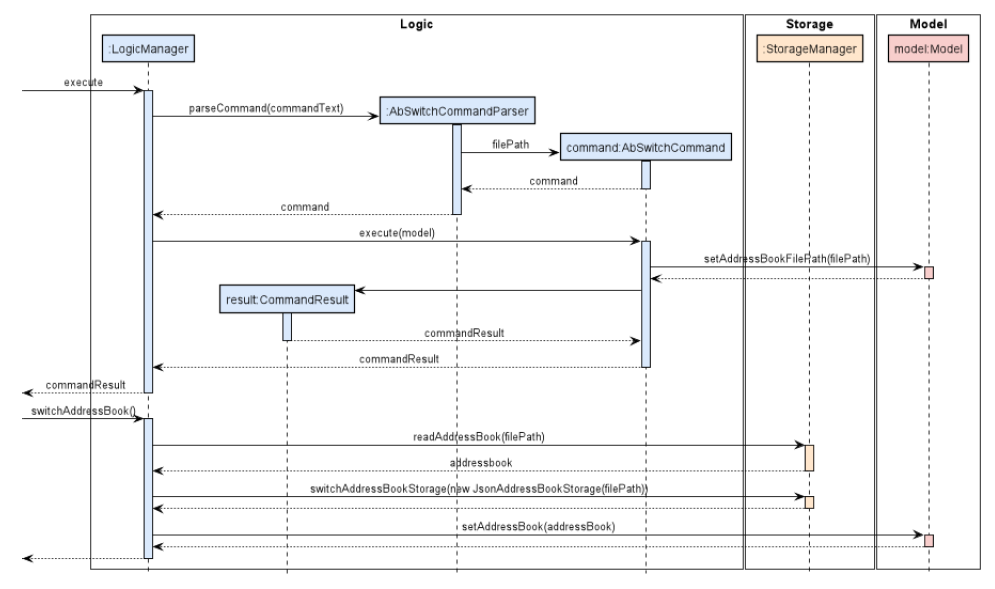 Logic
Storage
Model
:LogicManager
:StorageManager
model:Model
execute
parseCommand(commandText)
:AbSwitchCommandParser
filePath
command:AbSwitchCommand
command
command
execute(model)
setAddressBookFilePath(filePath)
result:CommandResult
commandResult
commandResult
commandResult
switchAddressBook()
readAddressBook(filePath)
addressbook
switchAddressBookStorage(new JsonAddressBookStorage(filePath))
setAddressBook(addressBook)